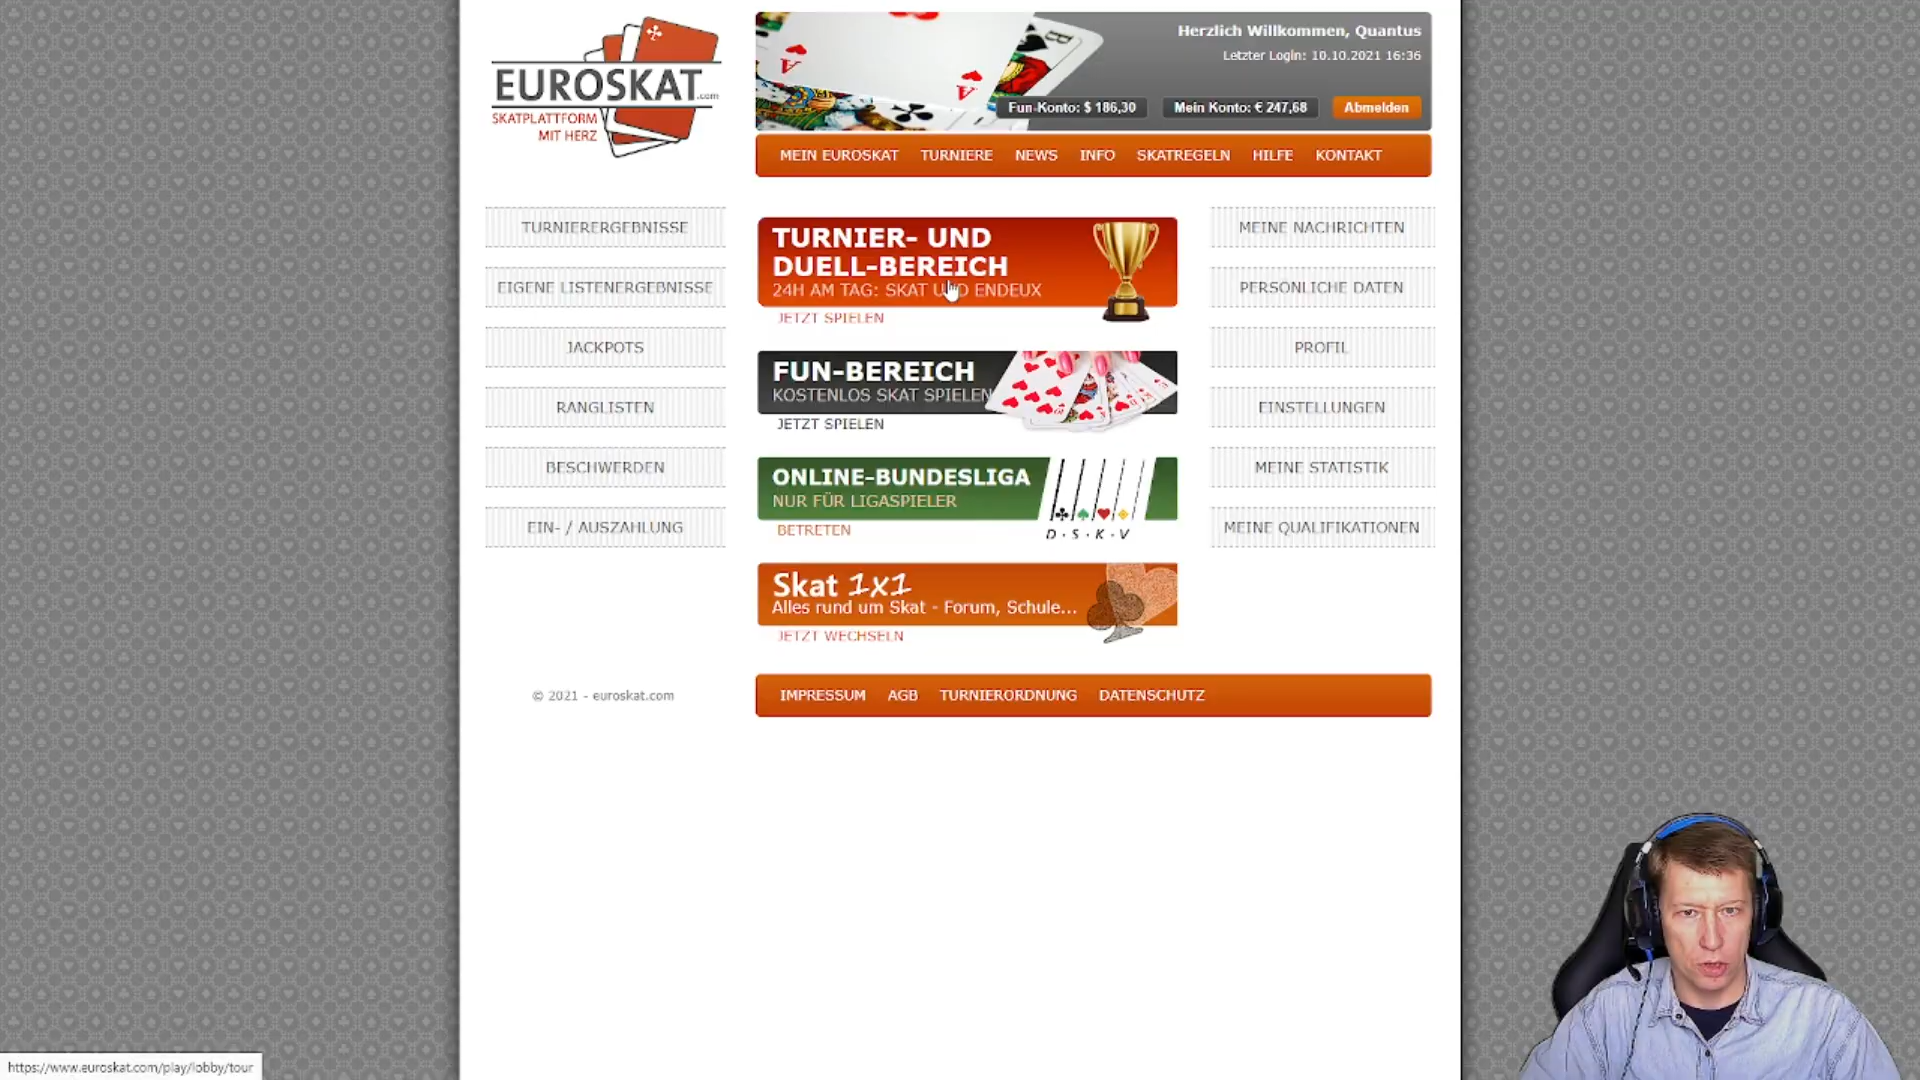 EUROSKAT.com
SKATPLATTFORM
MIT HERZ
Herzlich Willkommen, Quantus
Letzter Login: 10.10.2021 16:36
Fun-Konto: $ 186,30
Mein Konto: € 247,68
Abmelden
MEIN EUROSKAT
TURNIERE
NEWS
INFO
SKATREGELN
HILFE
KONTAKT
TURNIERERGEBNISSE
EIGENE LISTENERGEBNISSE
JACKPOTS
RANGLISTEN
BESCHWERDEN
EIN- / AUSZAHLUNG
TURNIER- UND
DUELL-BEREICH
24H AM TAG: SKAT UND ENDEUX
JETZT SPIELEN
FUN-BEREICH
KOSTENLOS SKAT SPIELEN
JETZT SPIELEN
ONLINE-BUNDESLIGA
NUR FÜR LIGASPIELER
D·S·K·V
BETRETEN
Skat 1x1
Alles rund um Skat - Forum, Schule...
JETZT WECHSELN
MEINE NACHRICHTEN
PERSÖNLICHE DATEN
PROFIL
EINSTELLUNGEN
MEINE STATISTIK
MEINE QUALIFIKATIONEN
© 2021 - euroskat.com
IMPRESSUM
AGB
TURNIERORDNUNG
DATENSCHUTZ
https://www.euroskat.com/play/lobby/tour